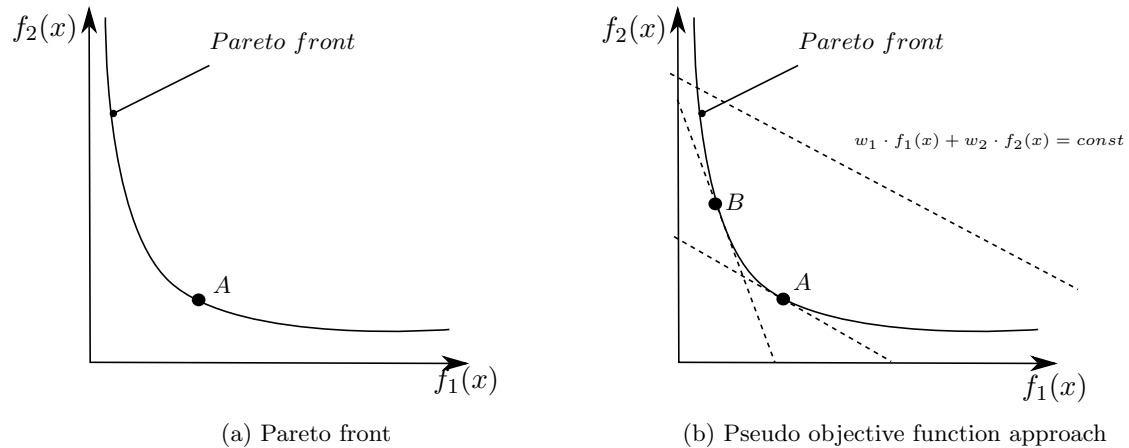 f₂(x)
Pareto front
A
f₁(x)
(a) Pareto front
f₂(x)
Pareto front
w₁ · f₁(x) + w₂ · f₂(x) = const
B
A
f₁(x)
(b) Pseudo objective function approach